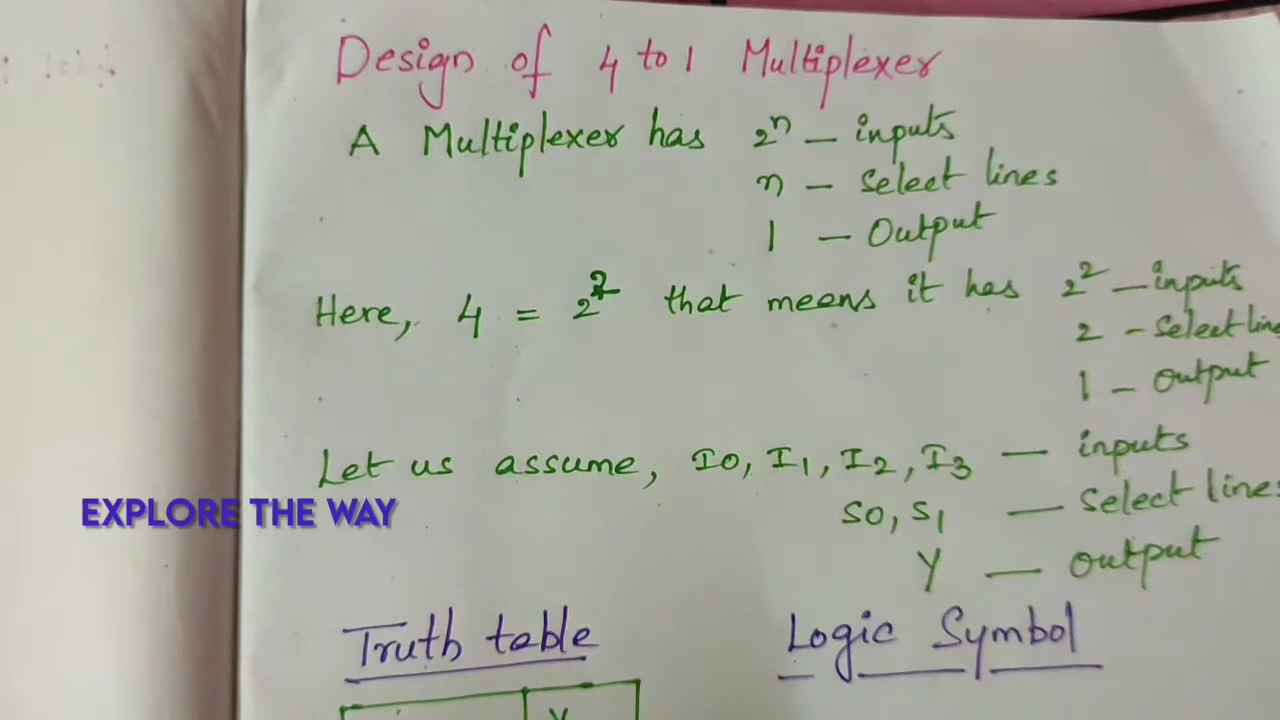 Design of 4 to 1 Multiplexer
A Multiplexer has 2ⁿ – inputs
n – Select lines
1 – Output
Here, 4 = 2² that means it has 2² – inputs
2 – Select line
1 – Output
Let us assume, I0, I1, I2, I3 — inputs
S0, S1 — Select lines
Y — Output
EXPLORE THE WAY
Truth table Logic Symbol
Y